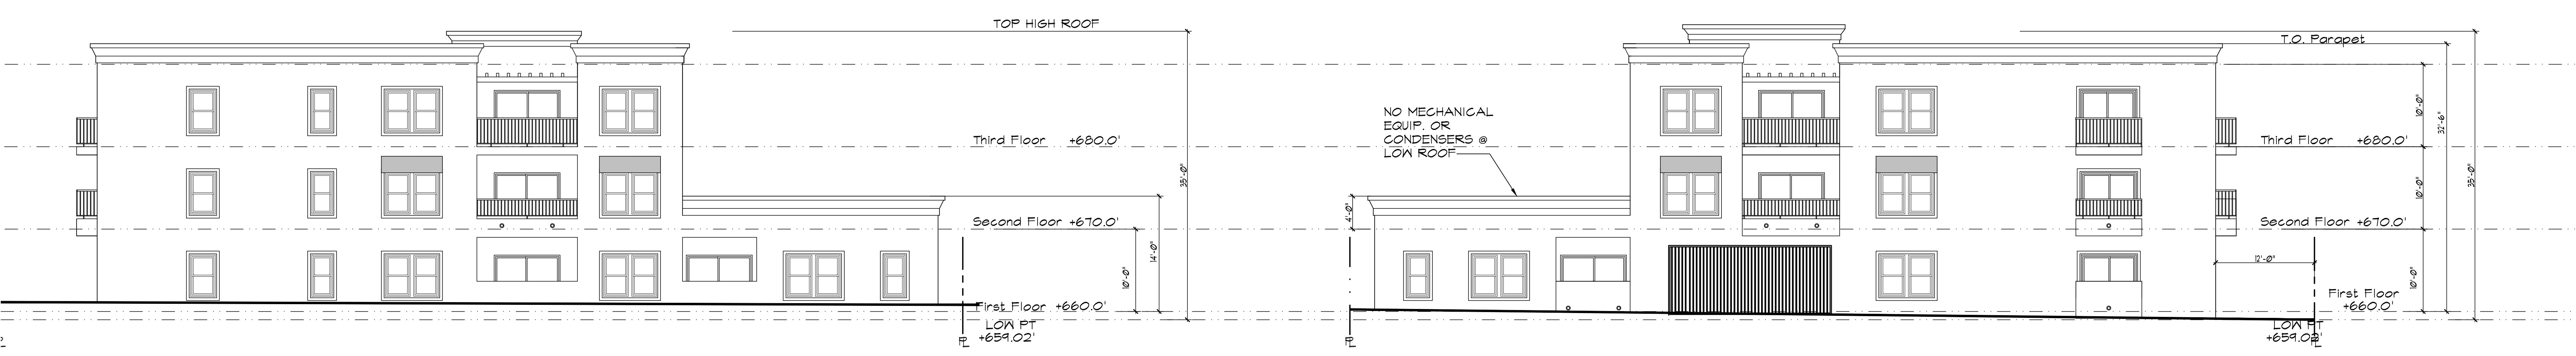 TOP HIGH ROOF
Third Floor +680.0'
Second Floor +670.0'
First Floor +660.0'
LOW PT
+659.02'
10'-0"
14'-0"
35'-0"
PL
NO MECHANICAL
EQUIP. OR
CONDENSERS @
LOW ROOF
4'-0"
PL
T.O. Parapet
Third Floor +680.0'
Second Floor +670.0'
12'-0"
First Floor
+660.0'
LOW PT
+659.02'
PL
10'-0"
10'-0"
10'-0"
32'-6"
35'-0"